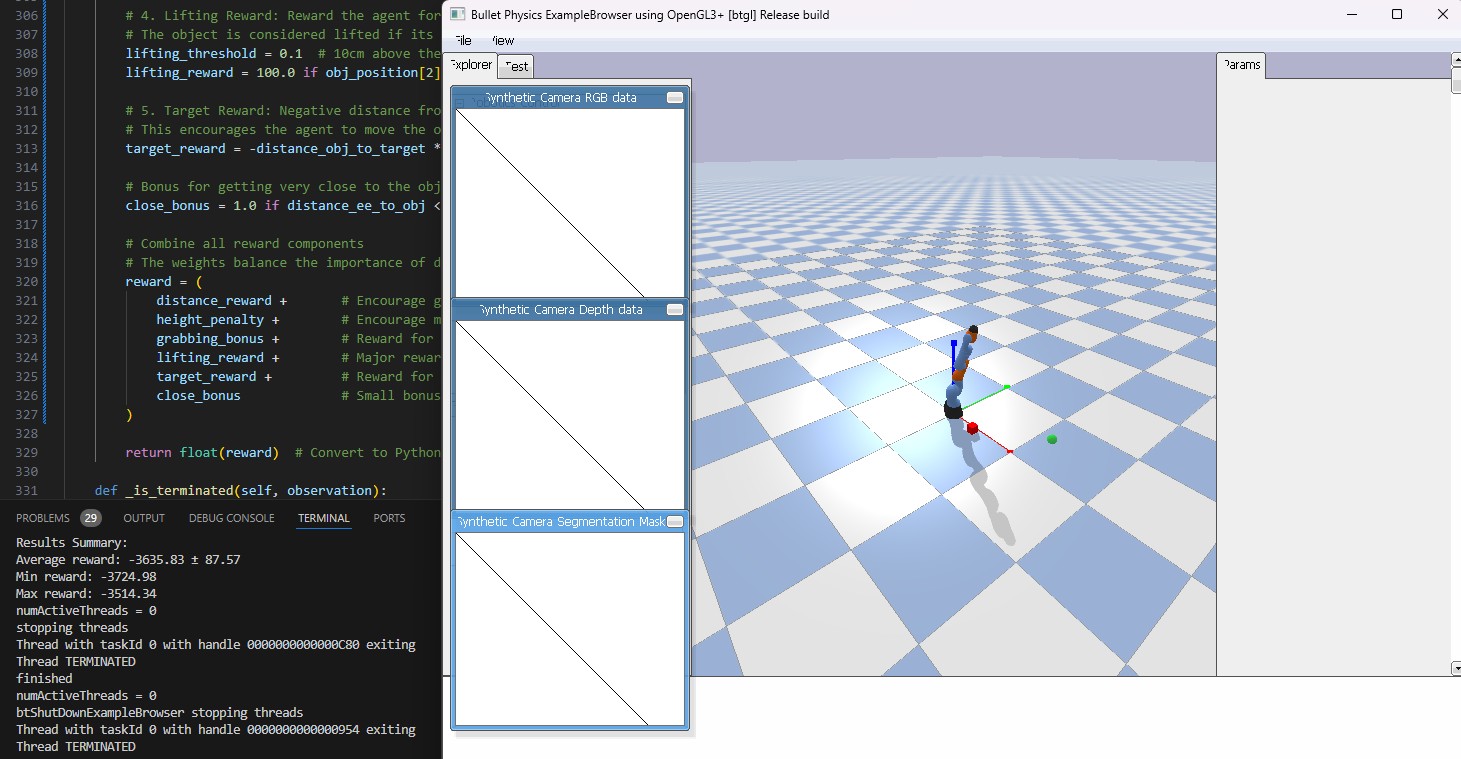 306 # 4. Lifting Reward: Reward the agent for
307 # The object is considered lifted if its
308 lifting_threshold = 0.1 # 10cm above the
309 lifting_reward = 100.0 if obj_position[2]
310
311 # 5. Target Reward: Negative distance fro
312 # This encourages the agent to move the o
313 target_reward = -distance_obj_to_target *
314
315 # Bonus for getting very close to the obj
316 close_bonus = 1.0 if distance_ee_to_obj <
317
318 # Combine all reward components
319 # The weights balance the importance of d
320 reward = (
321 distance_reward + # Encourage g
322 height_penalty + # Encourage m
323 grabbing_bonus + # Reward for
324 lifting_reward + # Major rewar
325 target_reward + # Reward for
326 close_bonus # Small bonus
327 )
328
329 return float(reward) # Convert to Python
330
331 def _is_terminated(self, observation):
PROBLEMS 29 OUTPUT DEBUG CONSOLE TERMINAL PORTS
Results Summary:
Average reward: -3635.83 ± 87.57
Min reward: -3724.98
Max reward: -3514.34
numActiveThreads = 0
stopping threads
Thread with taskId 0 with handle 0000000000000C80 exiting
Thread TERMINATED
finished
numActiveThreads = 0
btShutDownExampleBrowser stopping threads
Thread with taskId 0 with handle 0000000000000954 exiting
Thread TERMINATED
Bullet Physics ExampleBrowser using OpenGL3+ [btgl] Release build
File View
Explorer Test
Synthetic Camera RGB data
Synthetic Camera Depth data
Synthetic Camera Segmentation Mask
Params